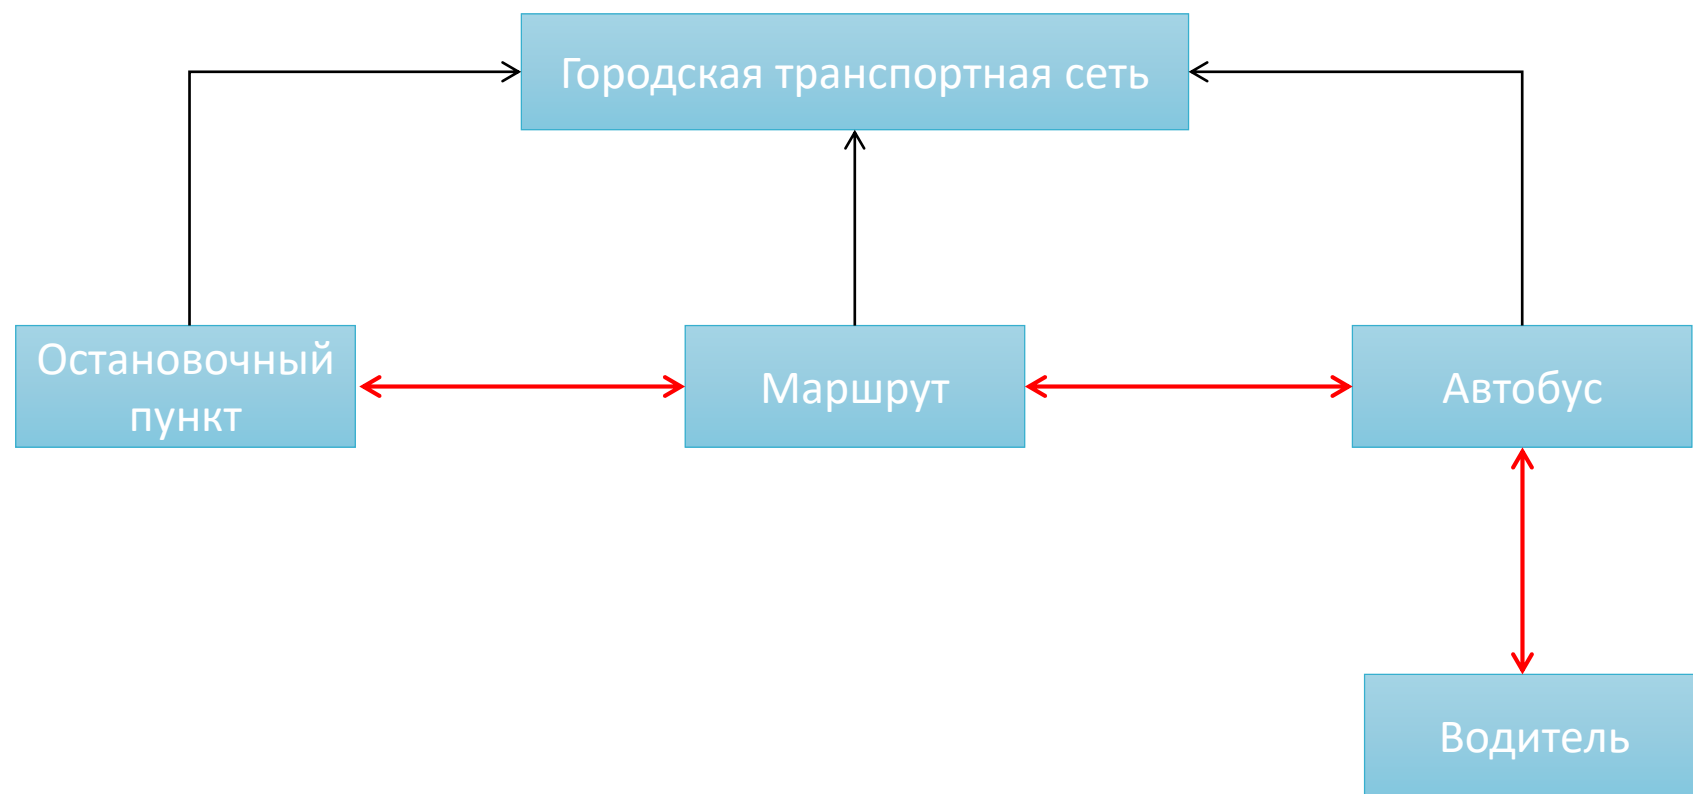 Городская транспортная сеть
Остановочный
пункт
Маршрут
Автобус
Водитель